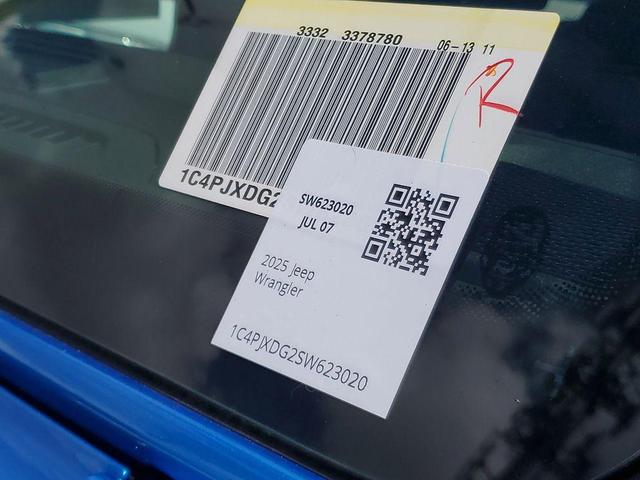 3332 3378780 06-13 11
R
1C4PJXDG2
SW623020
JUL 07
2025 Jeep
Wrangler
1C4PJXDG2SW623020